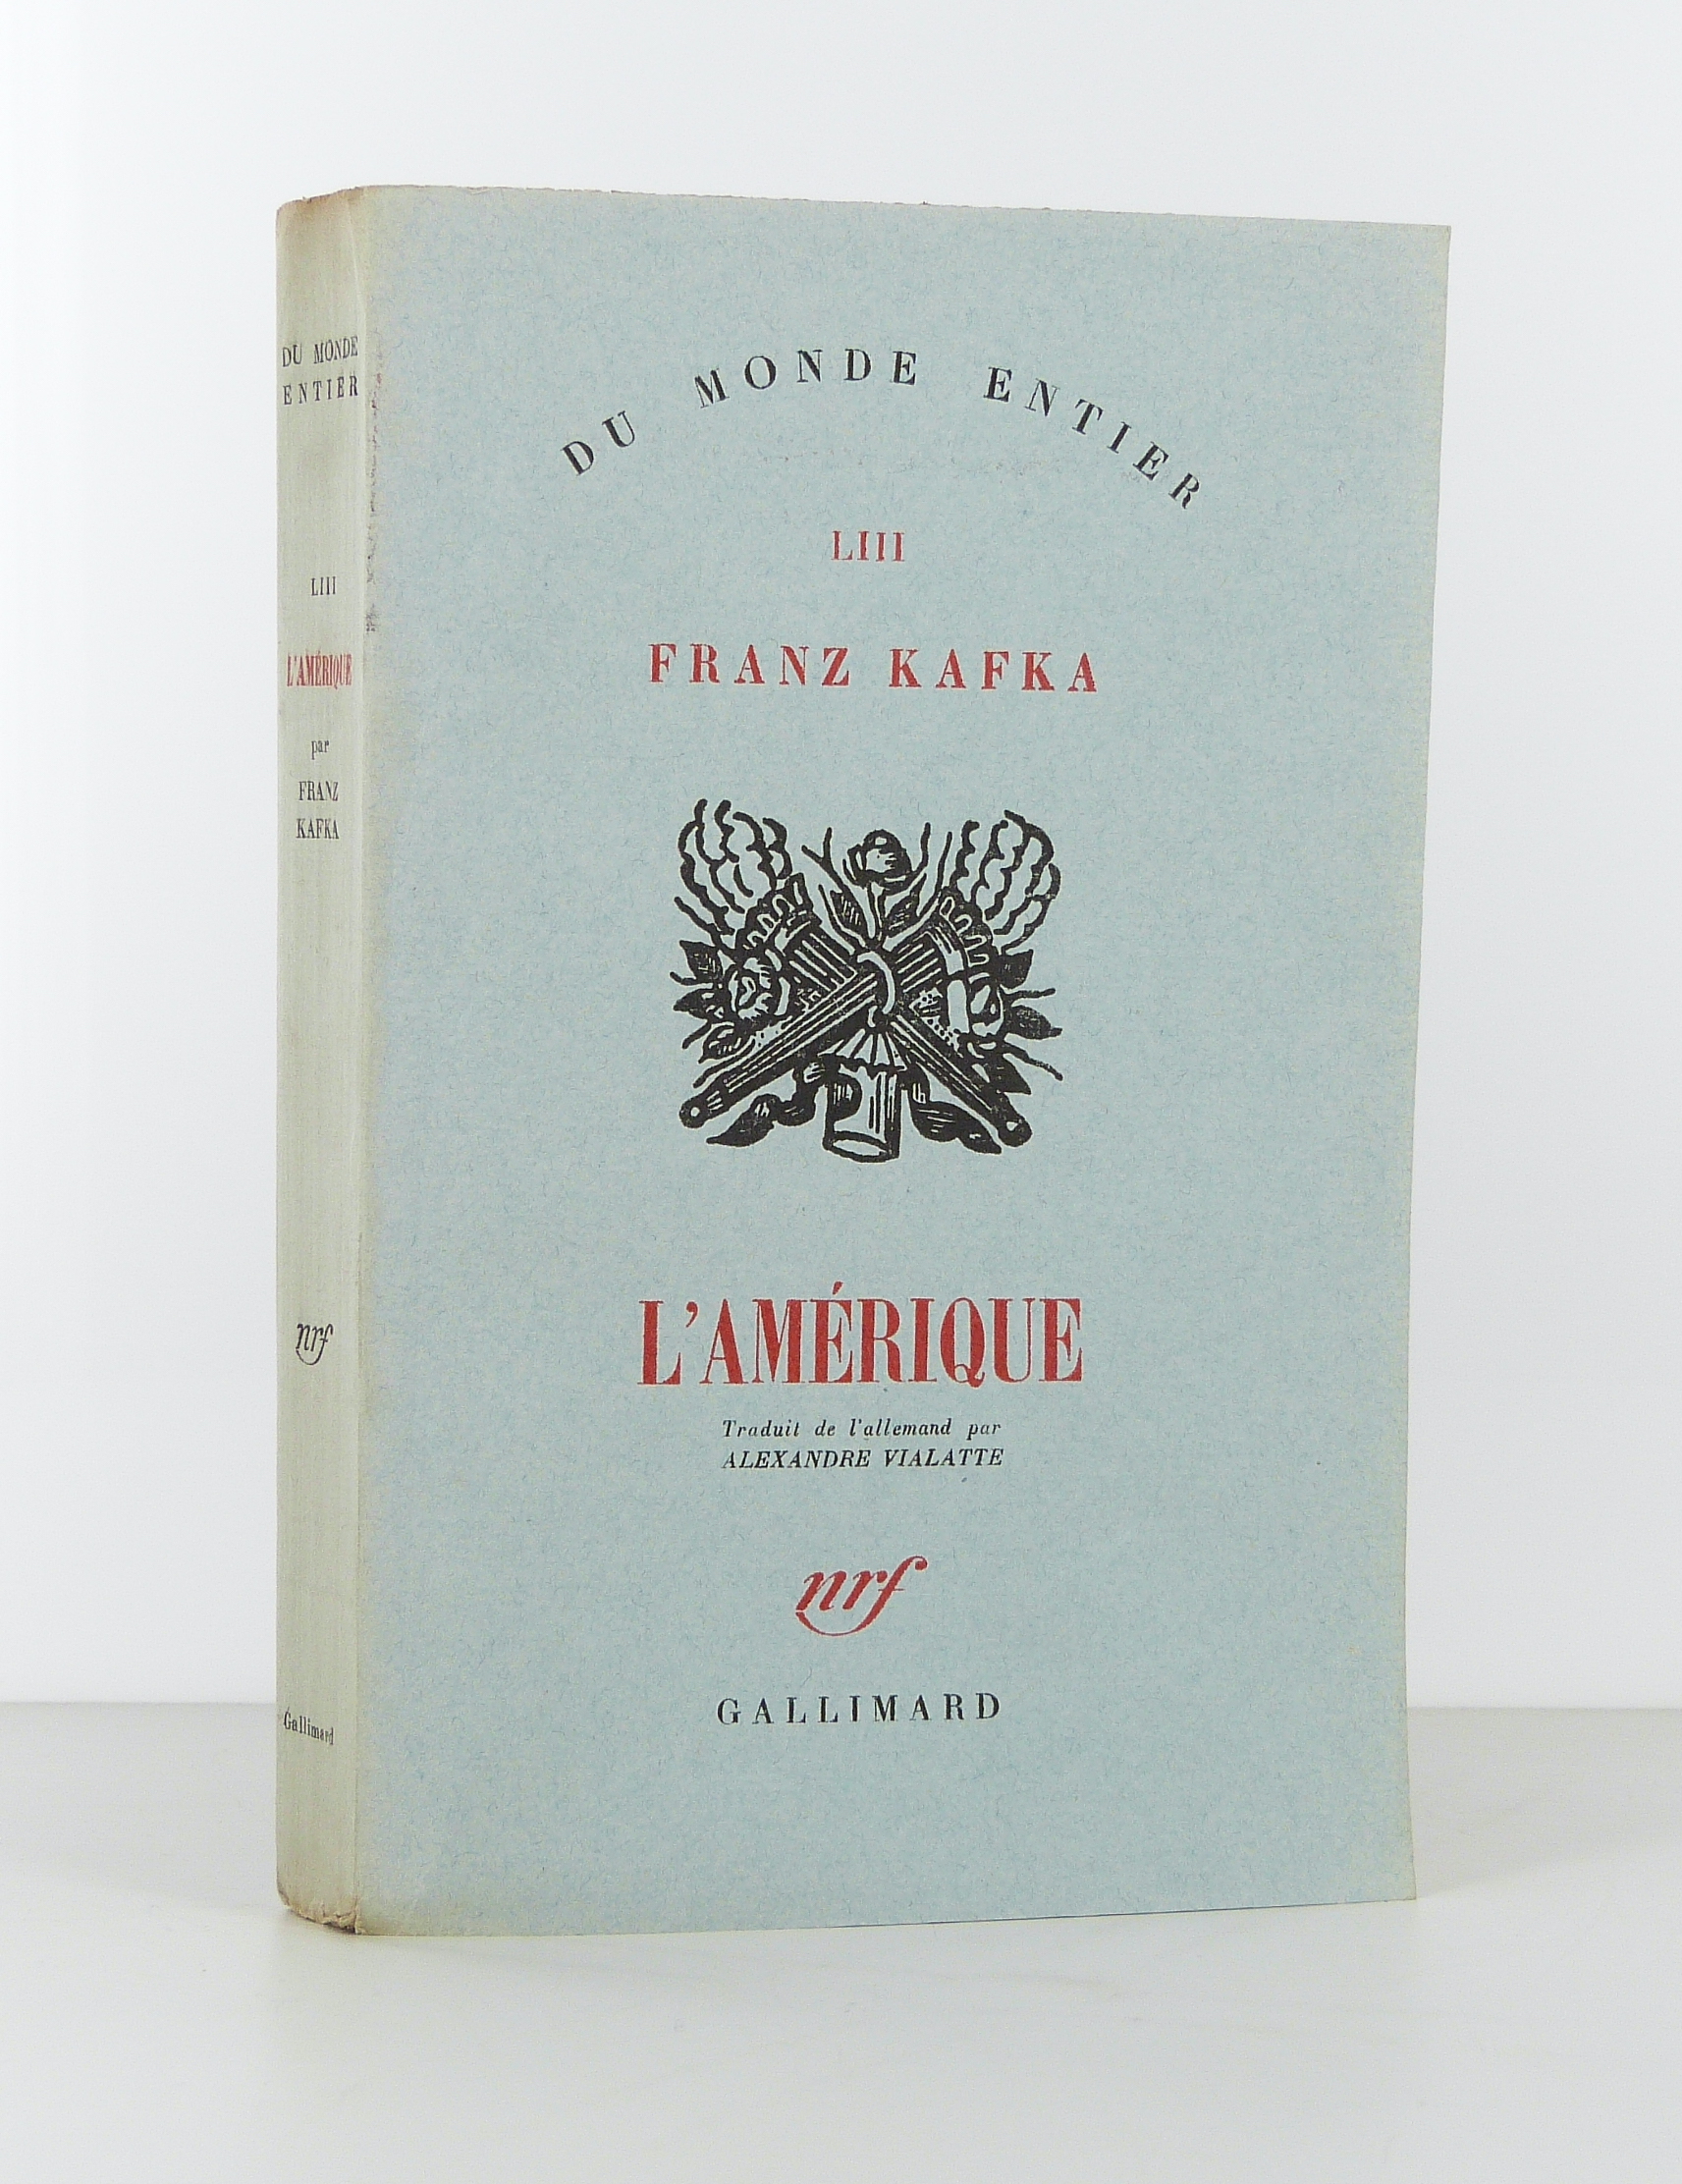 DU MONDE
ENTIER
LIII
L'AMÉRIQUE
par
FRANZ
KAFKA
nrf
Gallimard
DU MONDE ENTIER
LIII
FRANZ KAFKA
L'AMÉRIQUE
Traduit de l'allemand par
ALEXANDRE VIALATTE
nrf
GALLIMARD